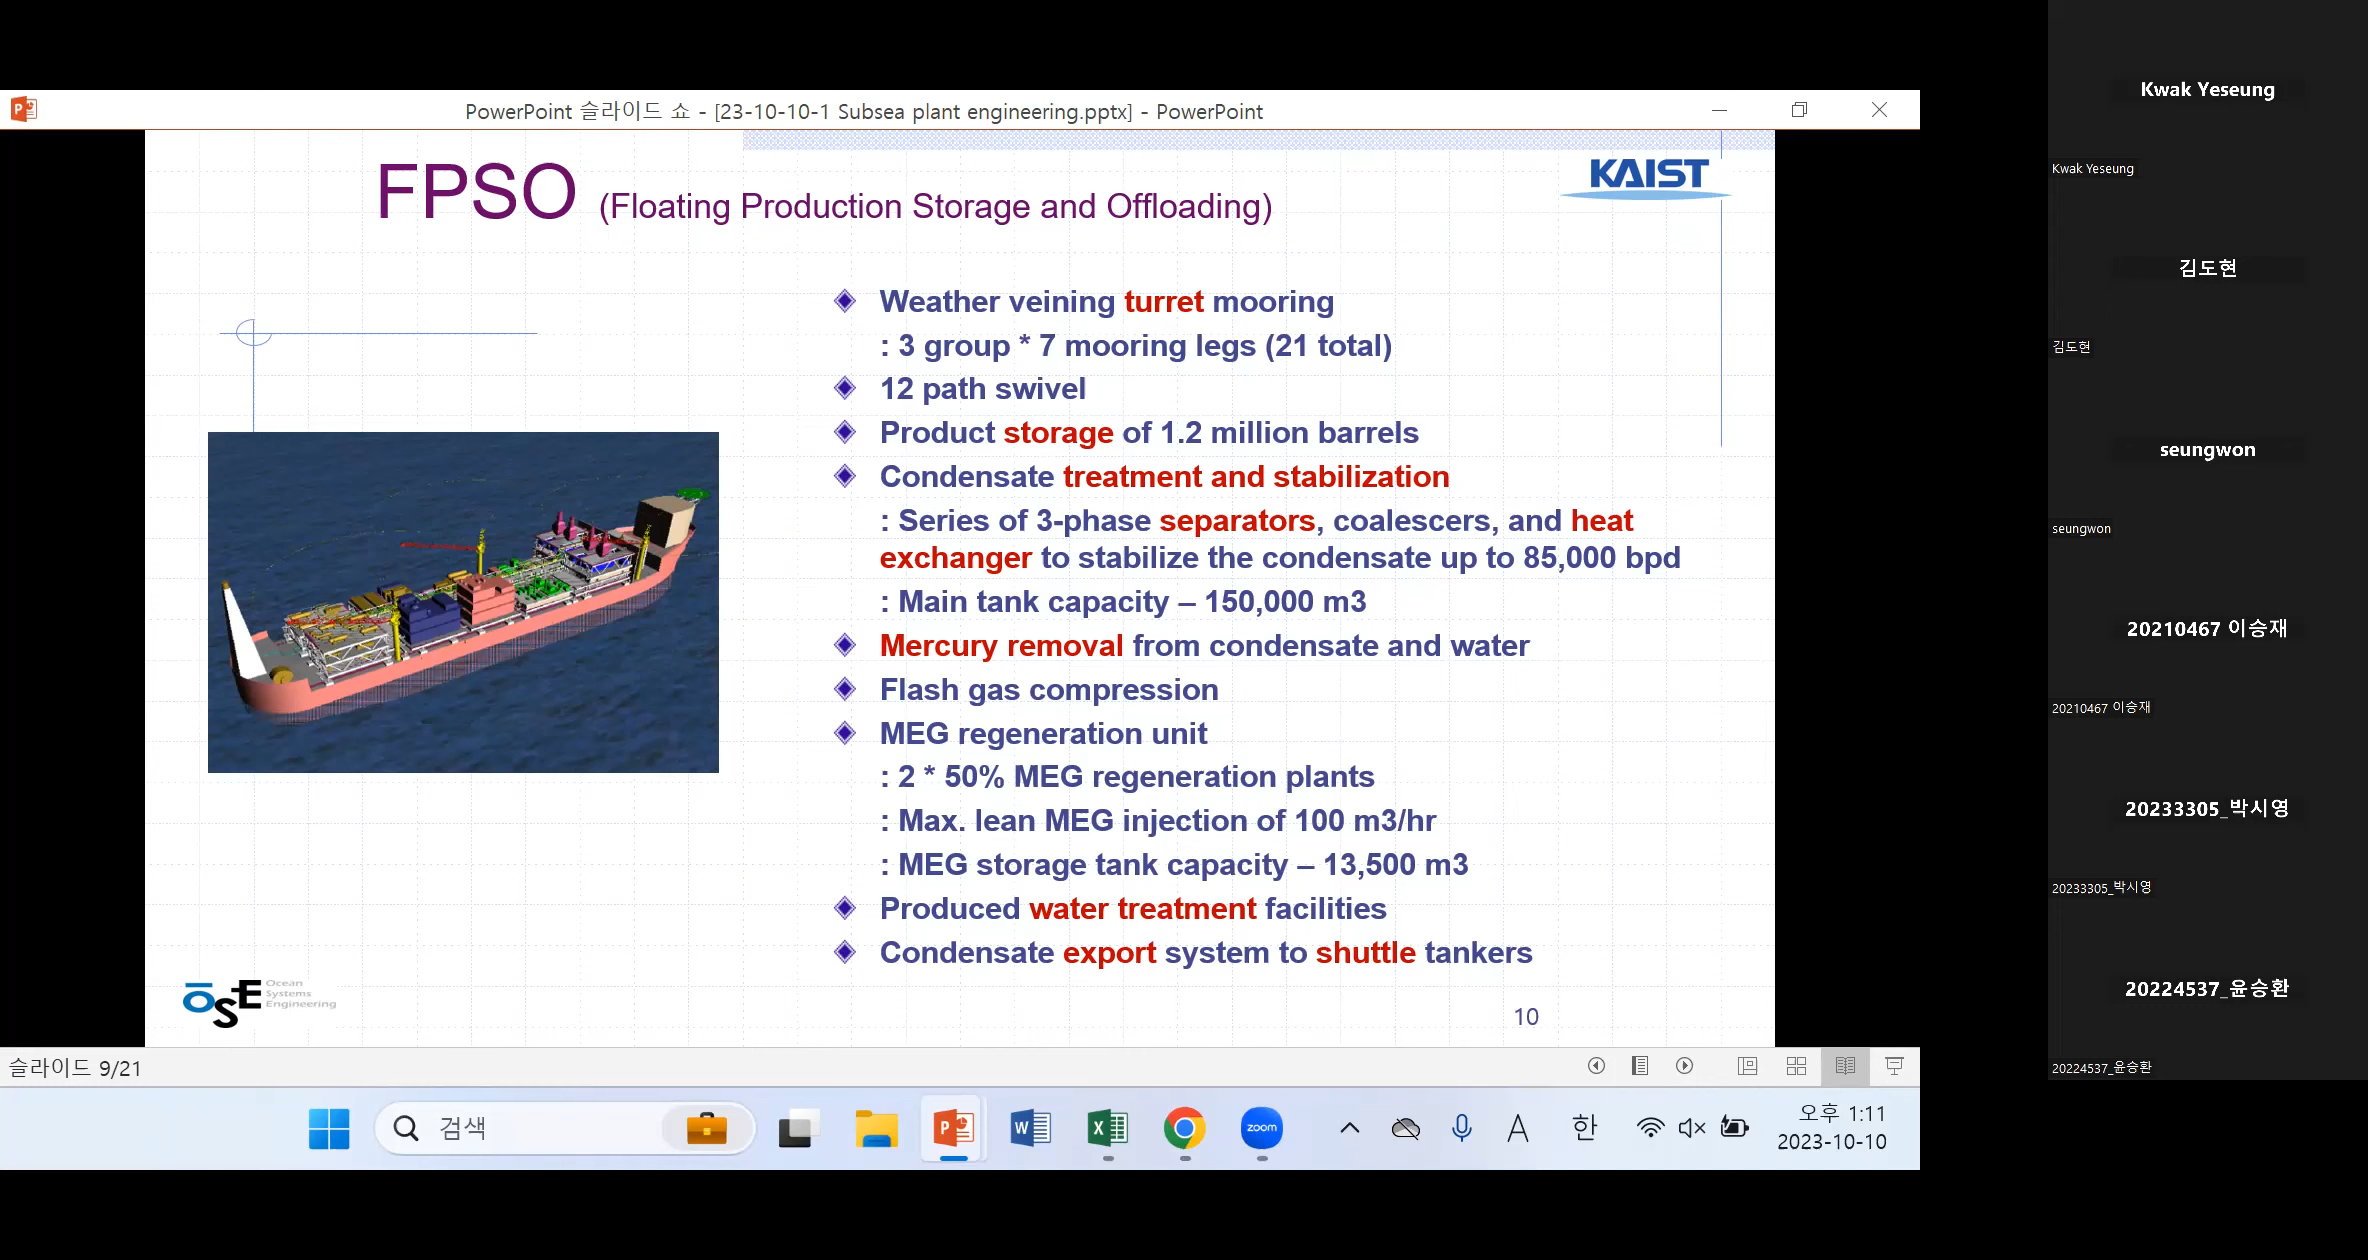 PowerPoint 슬라이드 쇼 - [23-10-10-1 Subsea plant engineering.pptx] - PowerPoint
FPSO (Floating Production Storage and Offloading)
KAIST
Weather veining turret mooring
: 3 group * 7 mooring legs (21 total)
12 path swivel
Product storage of 1.2 million barrels
Condensate treatment and stabilization
: Series of 3-phase separators, coalescers, and heat
exchanger to stabilize the condensate up to 85,000 bpd
: Main tank capacity – 150,000 m3
Mercury removal from condensate and water
Flash gas compression
MEG regeneration unit
: 2 * 50% MEG regeneration plants
: Max. lean MEG injection of 100 m3/hr
: MEG storage tank capacity – 13,500 m3
Produced water treatment facilities
Condensate export system to shuttle tankers
OSE Ocean
Systems
Engineering
10
슬라이드 9/21
검색
zoom
A
한
오후 1:11
2023-10-10
Kwak Yeseung
Kwak Yeseung
김도현
김도현
seungwon
seungwon
20210467 이승재
20210467 이승재
20233305_박시영
20233305_박시영
20224537_윤승환
20224537_윤승환